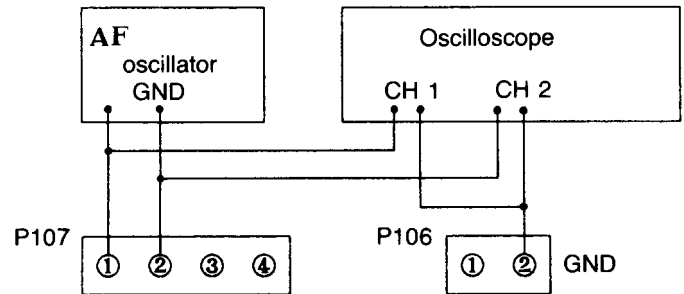 AF
oscillator
GND
Oscilloscope
CH 1 CH 2
P107
① ② ③ ④
P106
① ② GND